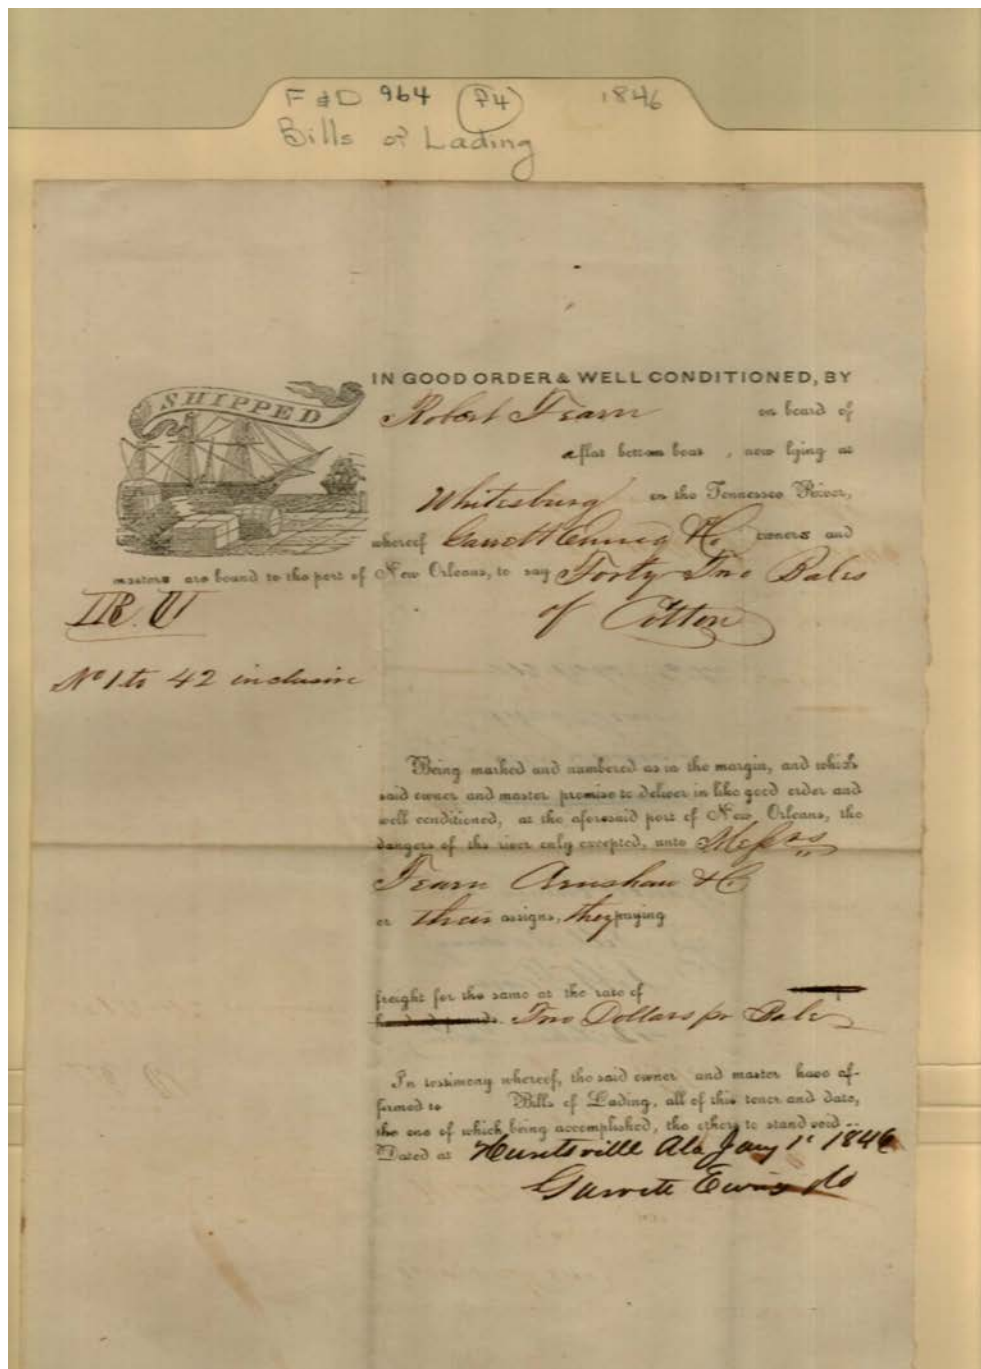 F & D 964 P4 1846
Bills of Lading
SHIPPED
IN GOOD ORDER & WELL CONDITIONED, BY
Robert Fearn on board of
a flat bottom boat, now lying at
Whitesburg on the Tennessee River,
whereof Garrett owners and
masters are bound to the port of New Orleans, to say Forty Two Bales
of Cotton
No 1 to 42 inclusive
Being marked and numbered as in the margin, and which
said owner and master promise to deliver in like good order and
well conditioned, at the aforesaid port of New Orleans, the
dangers of the river only excepted, unto Messrs
Fearn & Co
or their assigns, they paying
freight for the same at the rate of
Two Dollars pr Bale
In testimony whereof, the said owner and master have af-
firmed to Bills of Lading, all of this tenor and date,
the one of which being accomplished, the others to stand void..
Dated at Huntsville Ala Jany 1st 1846
Garrett Ewing & Co